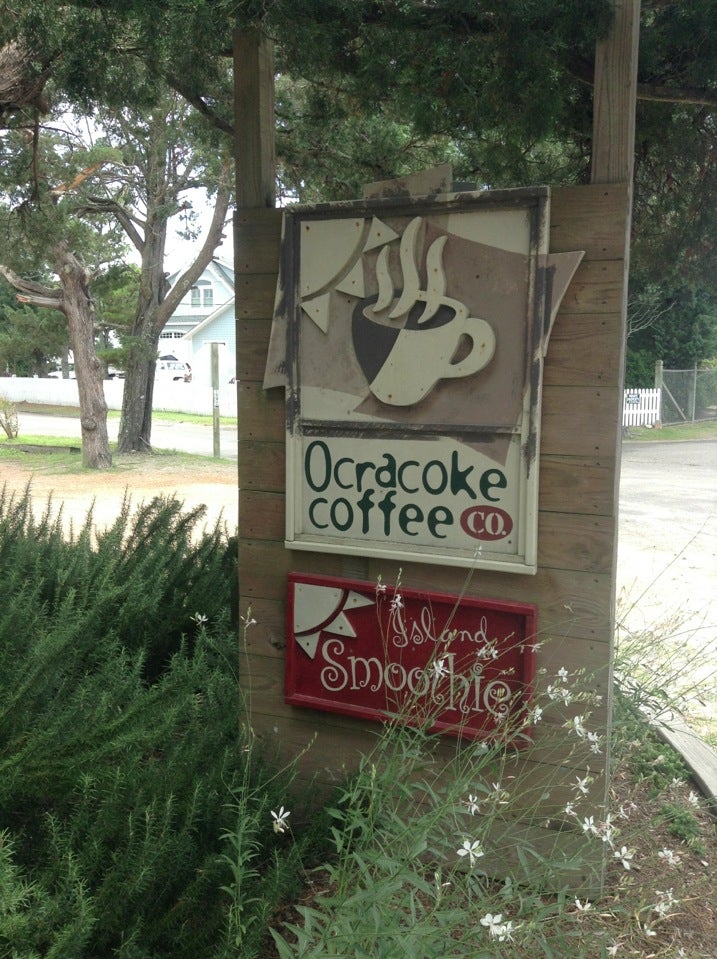 Ocracoke
coffee CO.
Island
Smoothie